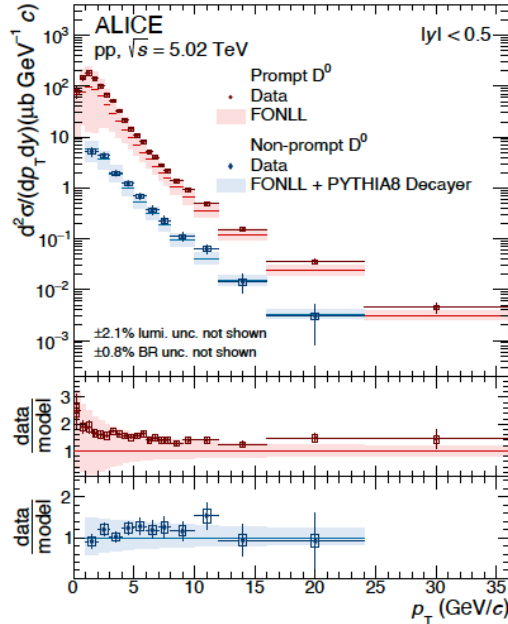 ALICE
pp, √s = 5.02 TeV
|y| < 0.5
Prompt D⁰
Data
FONLL
Non-prompt D⁰
Data
FONLL + PYTHIA8 Decayer
d²σ/(dp_T dy)(μb GeV⁻¹ c)
10³
10²
10
1
10⁻¹
10⁻²
10⁻³
±2.1% lumi. unc. not shown
±0.8% BR unc. not shown
data
model
3
2
1
data
model
2
1
0 5 10 15 20 25 30 35
p_T (GeV/c)